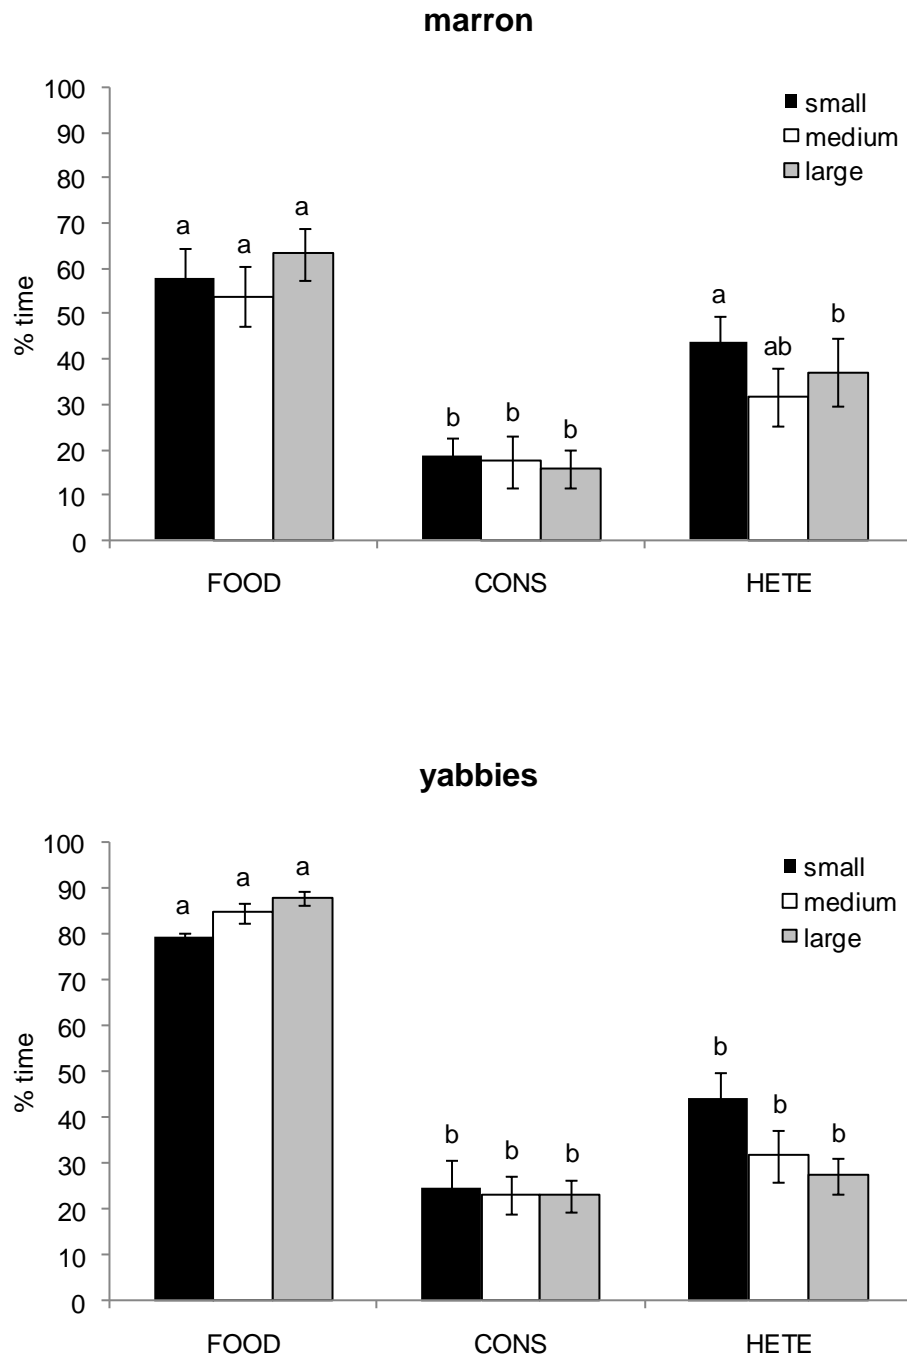 marron
100
90
80
70
60
50
40
30
20
10
0
% time
small
medium
large
a a a
b b b
a ab b
FOOD CONS HETE
yabbies
100
90
80
70
60
50
40
30
20
10
0
% time
small
medium
large
a a a
b b b
b b b
FOOD CONS HETE